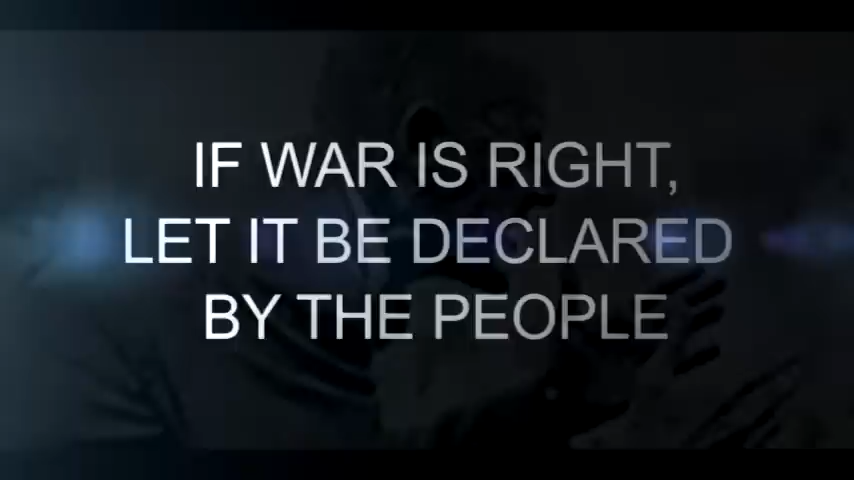 IF WAR IS RIGHT,
LET IT BE DECLARED
BY THE PEOPLE